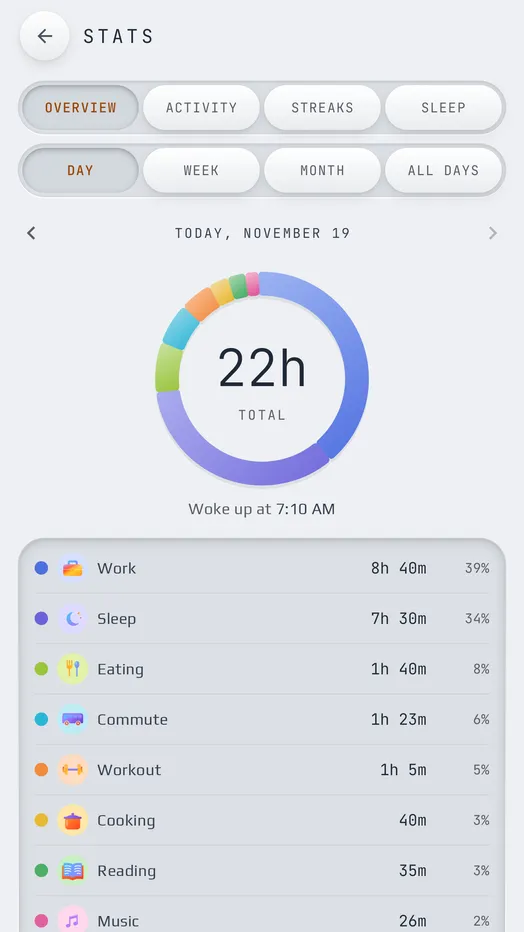 STATS
OVERVIEW ACTIVITY STREAKS SLEEP
DAY WEEK MONTH ALL DAYS
TODAY, NOVEMBER 19
22h
TOTAL
Woke up at 7:10 AM
Work 8h 40m 39%
Sleep 7h 30m 34%
Eating 1h 40m 8%
Commute 1h 23m 6%
Workout 1h 5m 5%
Cooking 40m 3%
Reading 35m 3%
Music 26m 2%